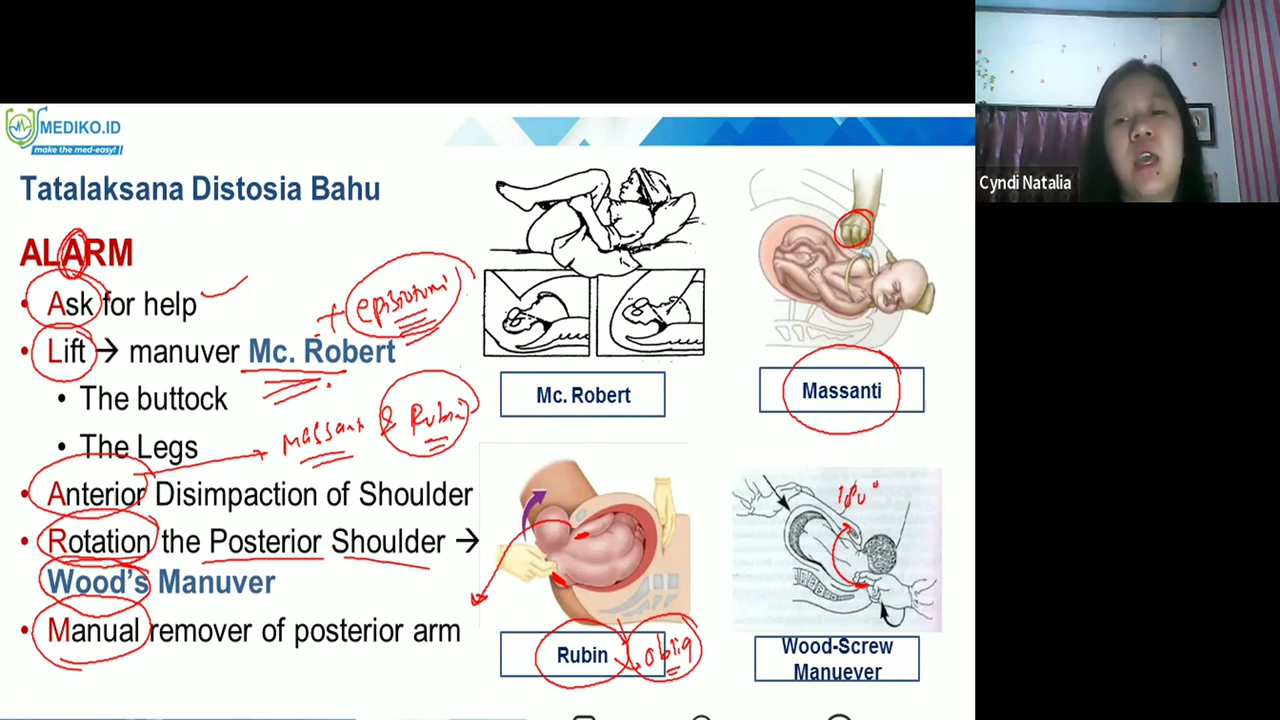 MEDIKO.ID
make the med-easy!
Tatalaksana Distosia Bahu
ALARM
• Ask for help
+ episiotomi
• Lift → manuver Mc. Robert
• The buttock
• The Legs
Massanti & Rubin
• Anterior Disimpaction of Shoulder
• Rotation the Posterior Shoulder →
Wood's Manuver
• Manual remover of posterior arm
Mc. Robert
Massanti
Rubin
obliq
180°
Wood-Screw
Manuever
Cyndi Natalia